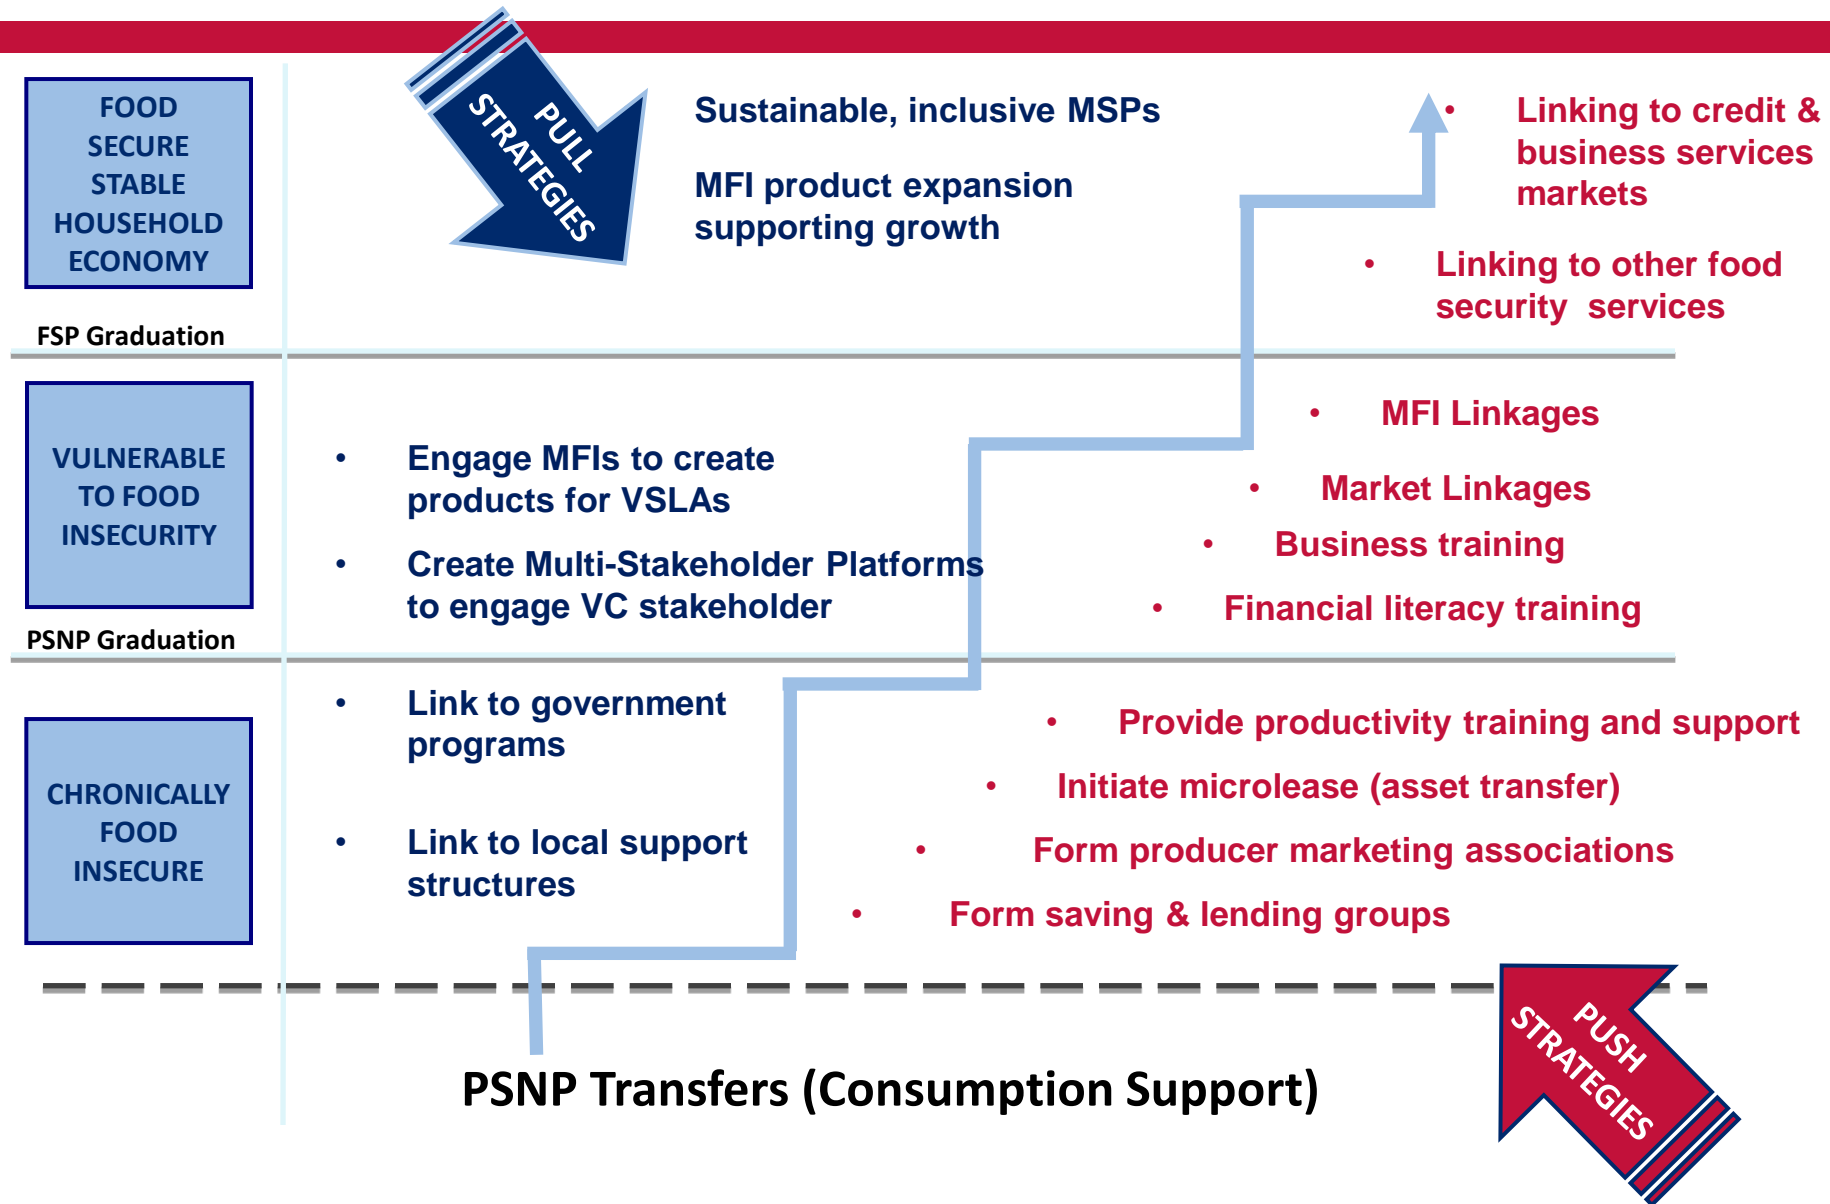 FOOD
SECURE
STABLE
HOUSEHOLD
ECONOMY
PULL
STRATEGIES
Sustainable, inclusive MSPs
MFI product expansion
supporting growth
• Linking to credit &
business services
markets
• Linking to other food
security services
FSP Graduation
VULNERABLE
TO FOOD
INSECURITY
• Engage MFIs to create
products for VSLAs
• Create Multi-Stakeholder Platforms
to engage VC stakeholder
• MFI Linkages
• Market Linkages
• Business training
• Financial literacy training
PSNP Graduation
CHRONICALLY
FOOD
INSECURE
• Link to government
programs
• Link to local support
structures
• Provide productivity training and support
• Initiate microlease (asset transfer)
• Form producer marketing associations
• Form saving & lending groups
PSNP Transfers (Consumption Support)
PUSH
STRATEGIES